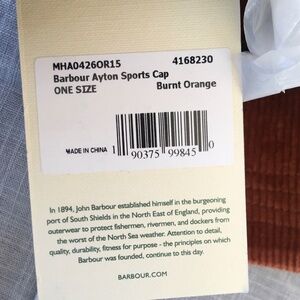 MHA0426OR15 4168230
Barbour Ayton Sports Cap
ONE SIZE Burnt Orange
MADE IN CHINA 1 90375 99845 0
In 1894, John Barbour established himself in the burgeoning
port of South Shields in the North East of England, providing
outerwear to protect fishermen, rivermen, and dockers from
the worst of the North Sea weather. Attention to detail,
quality, durability, fitness for purpose - the principles on which
Barbour was founded, continue to this day.
BARBOUR.COM